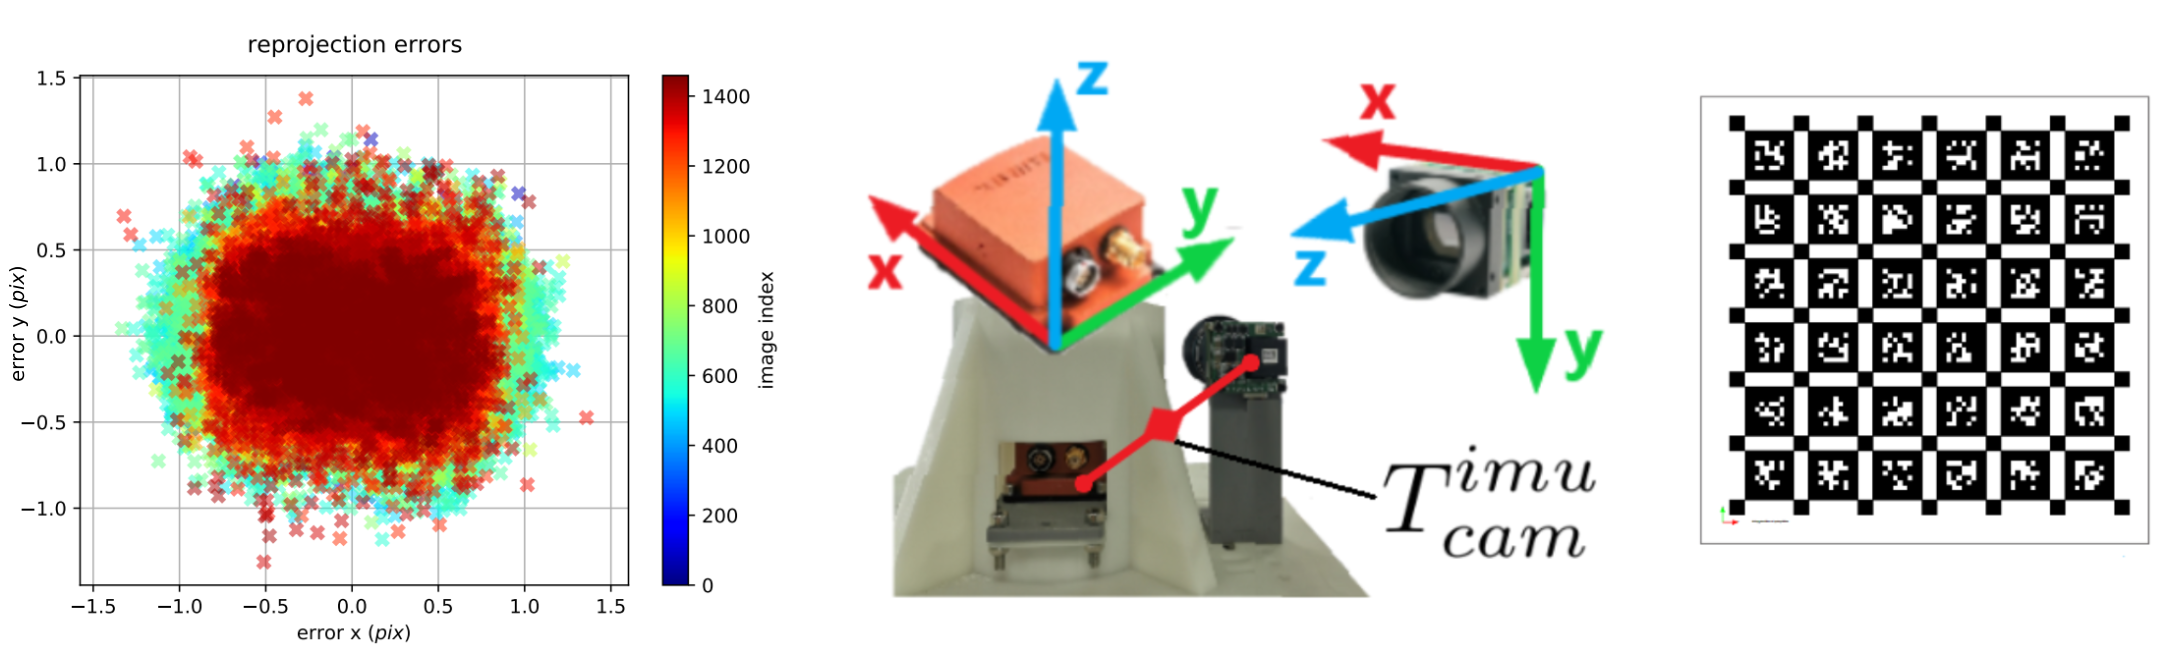 reprojection errors
1.5
1.0
0.5
0.0
−0.5
−1.0
error y (pix)
−1.5 −1.0 −0.5 0.0 0.5 1.0 1.5
error x (pix)
1400
1200
1000
800
600
400
200
0
image index
z
y
x
x
z
y
T^{imu}_{cam}